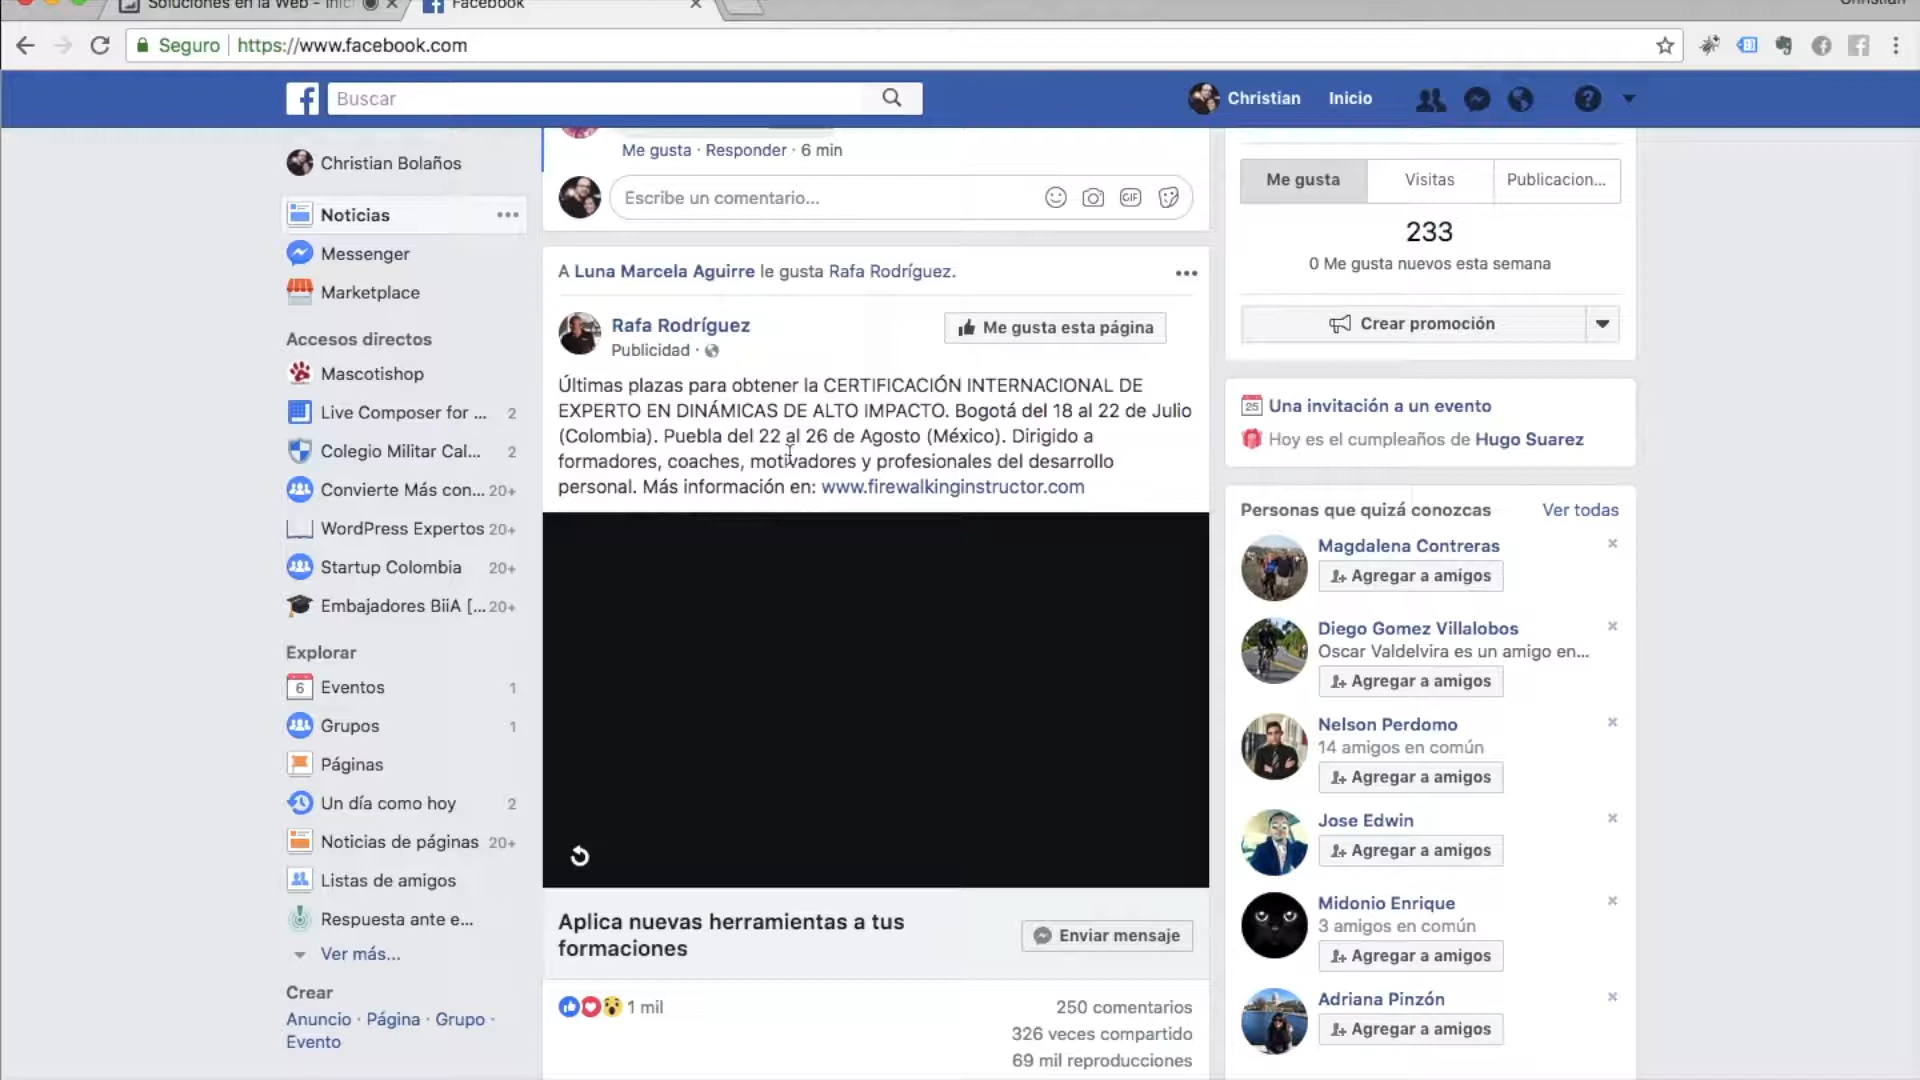 Soluciones en la Web - Inic
Facebook
Christian
Seguro
https://www.facebook.com
Buscar
Christian
Inicio
Christian Bolaños
Noticias
Messenger
Marketplace
Accesos directos
Mascotishop
Live Composer for ... 2
Colegio Militar Cal... 2
Convierte Más con... 20+
WordPress Expertos 20+
Startup Colombia 20+
Embajadores BiiA [... 20+
Explorar
6 Eventos 1
Grupos 1
Páginas
Un día como hoy 2
Noticias de páginas 20+
Listas de amigos
Respuesta ante e...
Ver más...
Crear
Anuncio · Página · Grupo ·
Evento
Me gusta · Responder · 6 min
Escribe un comentario...
GIF
A Luna Marcela Aguirre le gusta Rafa Rodríguez.
Rafa Rodríguez
Publicidad ·
Me gusta esta página
Últimas plazas para obtener la CERTIFICACIÓN INTERNACIONAL DE
EXPERTO EN DINÁMICAS DE ALTO IMPACTO. Bogotá del 18 al 22 de Julio
(Colombia). Puebla del 22 al 26 de Agosto (México). Dirigido a
formadores, coaches, motivadores y profesionales del desarrollo
personal. Más información en: www.firewalkinginstructor.com
Aplica nuevas herramientas a tus
formaciones
Enviar mensaje
1 mil
250 comentarios
326 veces compartido
69 mil reproducciones
Me gusta
Visitas
Publicacion...
233
0 Me gusta nuevos esta semana
Crear promoción
25 Una invitación a un evento
Hoy es el cumpleaños de Hugo Suarez
Personas que quizá conozcas
Ver todas
Magdalena Contreras
Agregar a amigos
Diego Gomez Villalobos
Oscar Valdelvira es un amigo en...
Agregar a amigos
Nelson Perdomo
14 amigos en común
Agregar a amigos
Jose Edwin
Agregar a amigos
Midonio Enrique
3 amigos en común
Agregar a amigos
Adriana Pinzón
Agregar a amigos